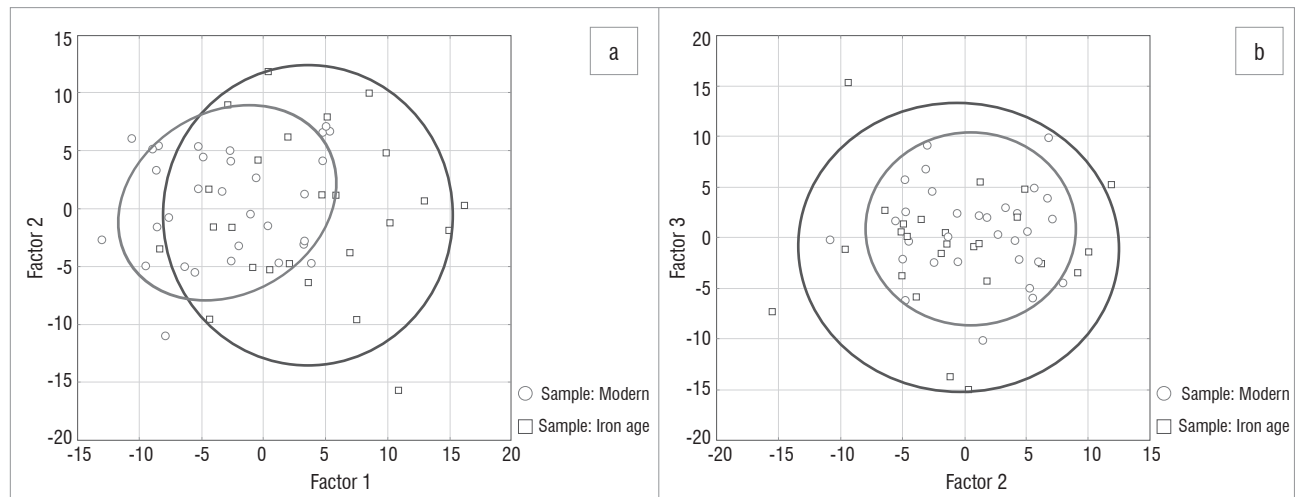 a
15
10
5
0
-5
-10
-15
-20
Factor 2
-15 -10 -5 0 5 10 15 20
Factor 1
Sample: Modern
Sample: Iron age
b
20
15
10
5
0
-5
-10
-15
-20
Factor 3
-20 -15 -10 -5 0 5 10 15
Factor 2
Sample: Modern
Sample: Iron age